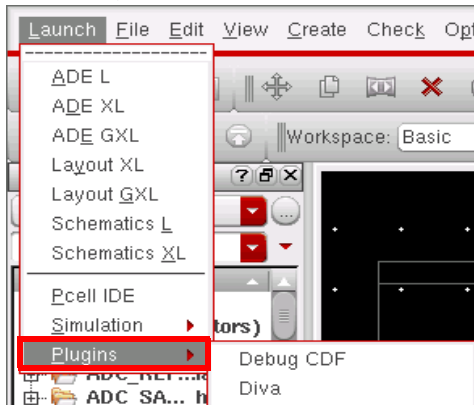 Launch File Edit View Create Check Opt
ADE L
ADE XL
ADE GXL
Workspace: Basic
Layout XL
Layout GXL
Schematics L
Schematics XL
Pcell IDE
Simulation tors)
Plugins Debug CDF
Diva
ADC_SA... h